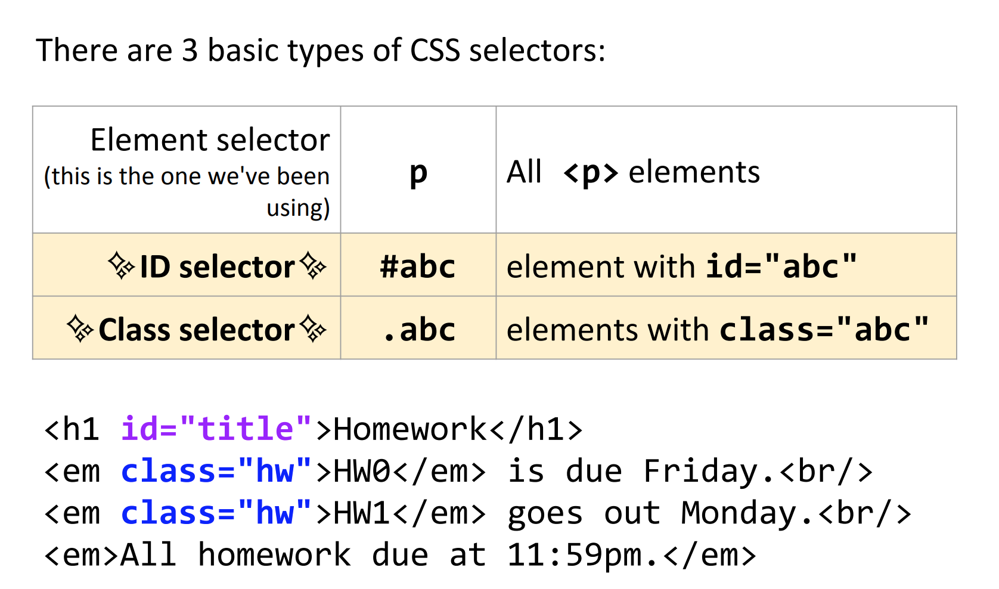 There are 3 basic types of CSS selectors:
Element selector
(this is the one we've been
using)
p
All <p> elements
✨ID selector✨
#abc
element with id="abc"
✨Class selector✨
.abc
elements with class="abc"
<h1 id="title">Homework</h1>
<em class="hw">HW0</em> is due Friday.<br/>
<em class="hw">HW1</em> goes out Monday.<br/>
<em>All homework due at 11:59pm.</em>